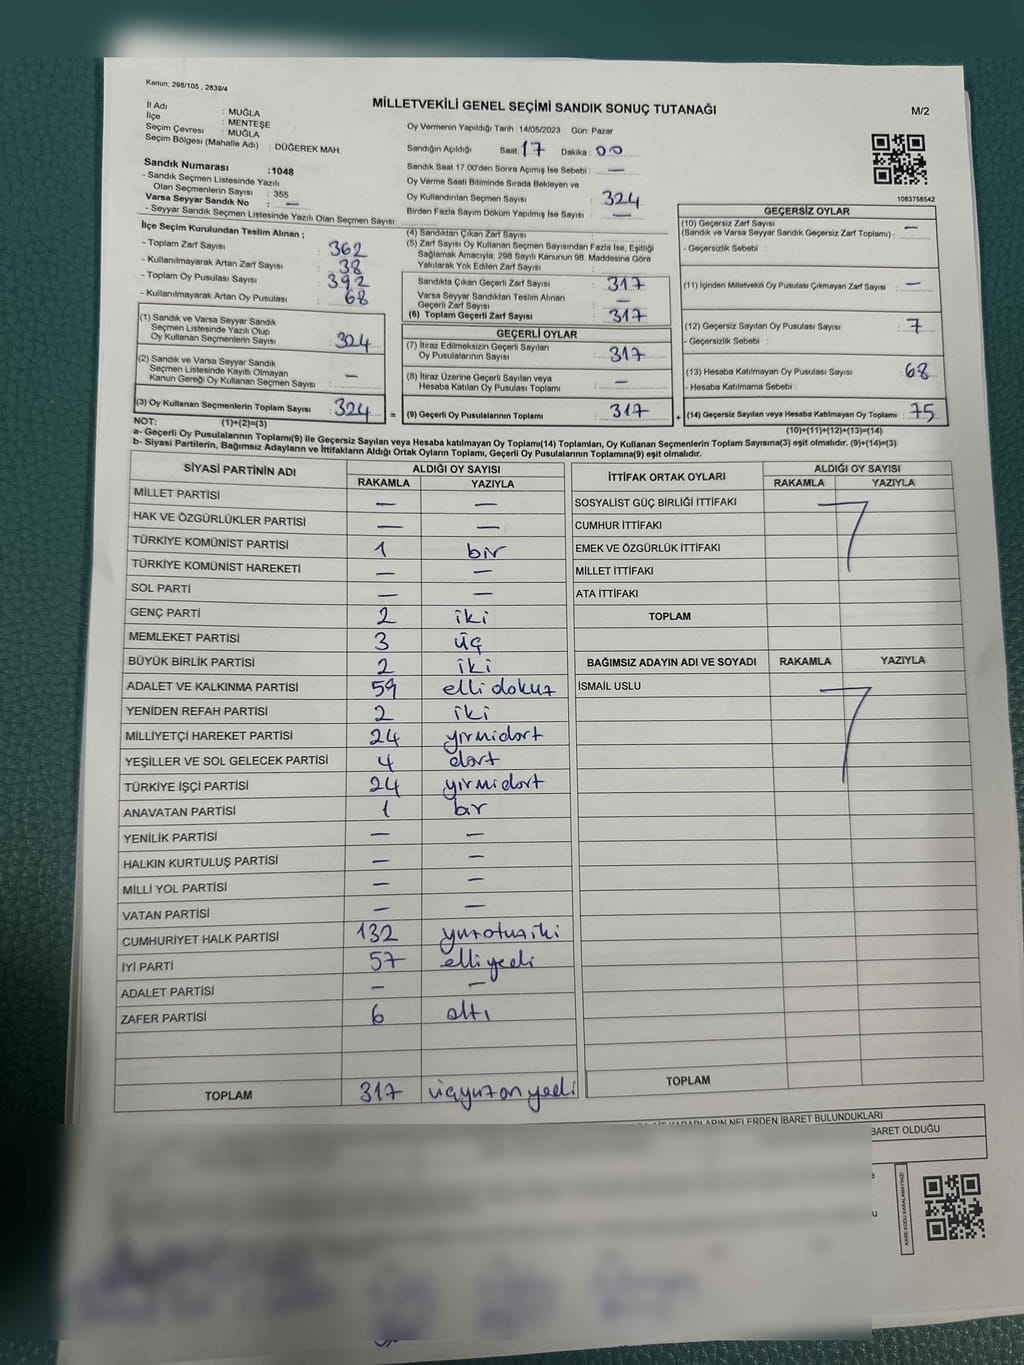 Kanun: 298/105 , 2839/4
MİLLETVEKİLİ GENEL SEÇİMİ SANDIK SONUÇ TUTANAĞI
M/2
İl Adı : MUĞLA
İlçe : MENTEŞE
Seçim Çevresi : MUĞLA
Seçim Bölgesi (Mahalle Adı) : DÜĞEREK MAH.
Oy Vermenin Yapıldığı Tarih : 14/05/2023 Gün: Pazar
Sandığın Açıldığı Saat 17 Dakika : 00
Sandık Saat 17.00'den Sonra Açımış İse Sebebi : —
Oy Verme Saati Bitiminde Sırada Bekleyen ve
Oy Kullandırılan Seçmen Sayısı : 324
Birden Fazla Sayım Döküm Yapılmış İse Sayısı : —
1083758542
Sandık Numarası :1048
- Sandık Seçmen Listesinde Yazılı
Olan Seçmenlerin Sayısı : 355
Varsa Seyyar Sandık No : —
- Seyyar Sandık Seçmen Listesinde Yazılı Olan Seçmen Sayısı:
İlçe Seçim Kurulundan Teslim Alınan ;
- Toplam Zarf Sayısı : 362
- Kullanılmayarak Artan Zarf Sayısı : 38
- Toplam Oy Pusulası Sayısı : 392
- Kullanılmayarak Artan Oy Pusulası : 68
(1) Sandık ve Varsa Seyyar Sandık
Seçmen Listesinde Yazılı Olup
Oy Kullanan Seçmenlerin Sayısı : 324
(2) Sandık ve Varsa Seyyar Sandık
Seçmen Listesinde Kayıtlı Olmayan
Kanun Gereği Oy Kullanan Seçmen Sayısı : —
(3) Oy Kullanan Seçmenlerin Toplam Sayısı : 324 =
(1)+(2)=(3)
(4) Sandıktan Çıkan Zarf Sayısı :
(5) Zarf Sayısı Oy Kullanan Seçmen Sayısından Fazla İse, Eşitliği
Sağlamak Amacıyla; 298 Sayılı Kanunun 98. Maddesine Göre
Yakılarak Yok Edilen Zarf Sayısı :
Sandıkta Çıkan Geçerli Zarf Sayısı : 317
Varsa Seyyar Sandıktan Teslim Alınan
Geçerli Zarf Sayısı : —
(6) Toplam Geçerli Zarf Sayısı : 317
GEÇERLİ OYLAR
(7) İtiraz Edilmeksizin Geçerli Sayılan
Oy Pusulalarının Sayısı : 317
(8) İtiraz Üzerine Geçerli Sayılan veya
Hesaba Katılan Oy Pusulası Toplamı : —
(9) Geçerli Oy Pusulalarının Toplamı : 317 +
GEÇERSİZ OYLAR
(10) Geçersiz Zarf Sayısı
(Sandık ve Varsa Seyyar Sandık Geçersiz Zarf Toplamı) : —
- Geçersizlik Sebebi :
(11) İçinden Milletvekili Oy Pusulası Çıkmayan Zarf Sayısı : —
(12) Geçersiz Sayılan Oy Pusulası Sayısı : 7
- Geçersizlik Sebebi :
(13) Hesaba Katılmayan Oy Pusulası Sayısı : 68
- Hesaba Katılmama Sebebi :
(14) Geçersiz Sayılan veya Hesaba Katılmayan Oy Toplamı : 75
(10)+(11)+(12)+(13)=(14)
NOT:
a- Geçerli Oy Pusulalarının Toplamı(9) ile Geçersiz Sayılan veya Hesaba katılmayan Oy Toplamı(14) Toplamları, Oy Kullanan Seçmenlerin Toplam Sayısına(3) eşit olmalıdır. (9)+(14)=(3)
b- Siyasi Partilerin, Bağımsız Adayların ve İttifakların Aldığı Ortak Oyların Toplamı, Geçerli Oy Pusulalarının Toplamına(9) eşit olmalıdır.
SİYASİ PARTİNİN ADI ALDIĞI OY SAYISI
RAKAMLA YAZIYLA
MİLLET PARTİSİ — —
HAK VE ÖZGÜRLÜKLER PARTİSİ — —
TÜRKİYE KOMÜNİST PARTİSİ 1 bir
TÜRKİYE KOMÜNİST HAREKETİ — —
SOL PARTİ — —
GENÇ PARTİ 2 iki
MEMLEKET PARTİSİ 3 üç
BÜYÜK BİRLİK PARTİSİ 2 iki
ADALET VE KALKINMA PARTİSİ 59 elli dokuz
YENİDEN REFAH PARTİSİ 2 iki
MİLLİYETÇİ HAREKET PARTİSİ 24 yirmidört
YEŞİLLER VE SOL GELECEK PARTİSİ 4 dört
TÜRKİYE İŞÇİ PARTİSİ 24 yirmidört
ANAVATAN PARTİSİ 1 bir
YENİLİK PARTİSİ — —
HALKIN KURTULUŞ PARTİSİ — —
MİLLİ YOL PARTİSİ — —
VATAN PARTİSİ — —
CUMHURİYET HALK PARTİSİ 132 yüzotuziki
İYİ PARTİ 57 elliyedi
ADALET PARTİSİ — —
ZAFER PARTİSİ 6 altı
TOPLAM 317 üçyüzonyedi
İTTİFAK ORTAK OYLARI ALDIĞI OY SAYISI
RAKAMLA YAZIYLA
SOSYALİST GÜÇ BİRLİĞİ İTTİFAKI
CUMHUR İTTİFAKI
EMEK VE ÖZGÜRLÜK İTTİFAKI
MİLLET İTTİFAKI
ATA İTTİFAKI
TOPLAM
BAĞIMSIZ ADAYIN ADI VE SOYADI RAKAMLA YAZIYLA
İSMAİL USLU
TOPLAM
KARARLARIN NELERDEN İBARET BULUNDUKLARI
BARET OLDUĞU
KARE KODU KARALAMAYINIZ!